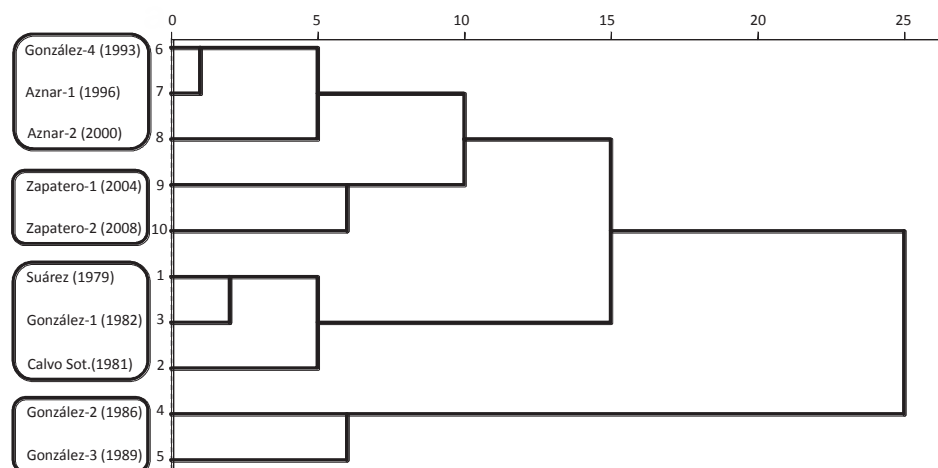 0 5 10 15 20 25
González-4 (1993) 6
Aznar-1 (1996) 7
Aznar-2 (2000) 8
Zapatero-1 (2004) 9
Zapatero-2 (2008) 10
Suárez (1979) 1
González-1 (1982) 3
Calvo Sot.(1981) 2
González-2 (1986) 4
González-3 (1989) 5